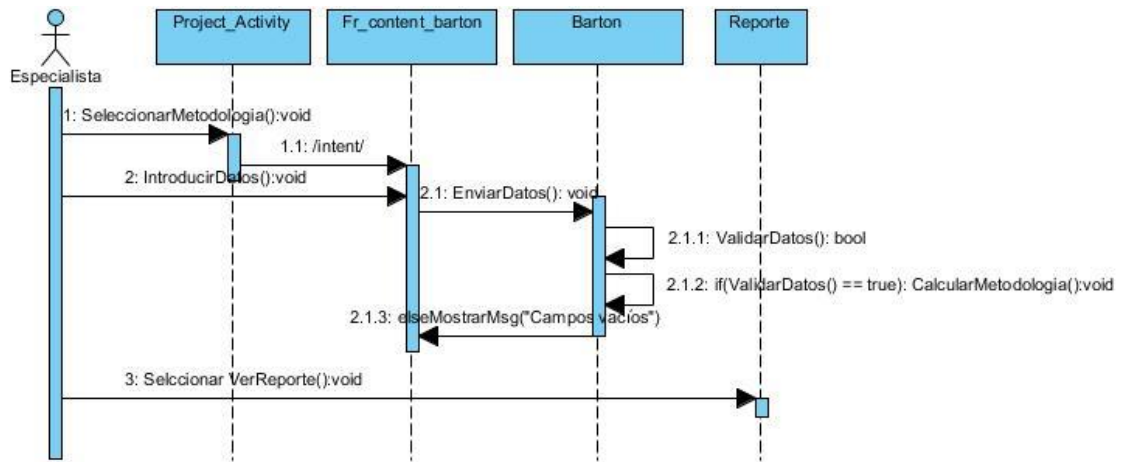 Project_Activity
Fr_content_barton
Barton
Reporte
Especialista
1: SeleccionarMetodologia():void
1.1: /intent/
2: IntroducirDatos():void
2.1: EnviarDatos(): void
2.1.1: ValidarDatos(): bool
2.1.2: if(ValidarDatos() == true): CalcularMetodologia():void
2.1.3: elseMostrarMsg("Campos vacíos")
3: Selccionar VerReporte():void